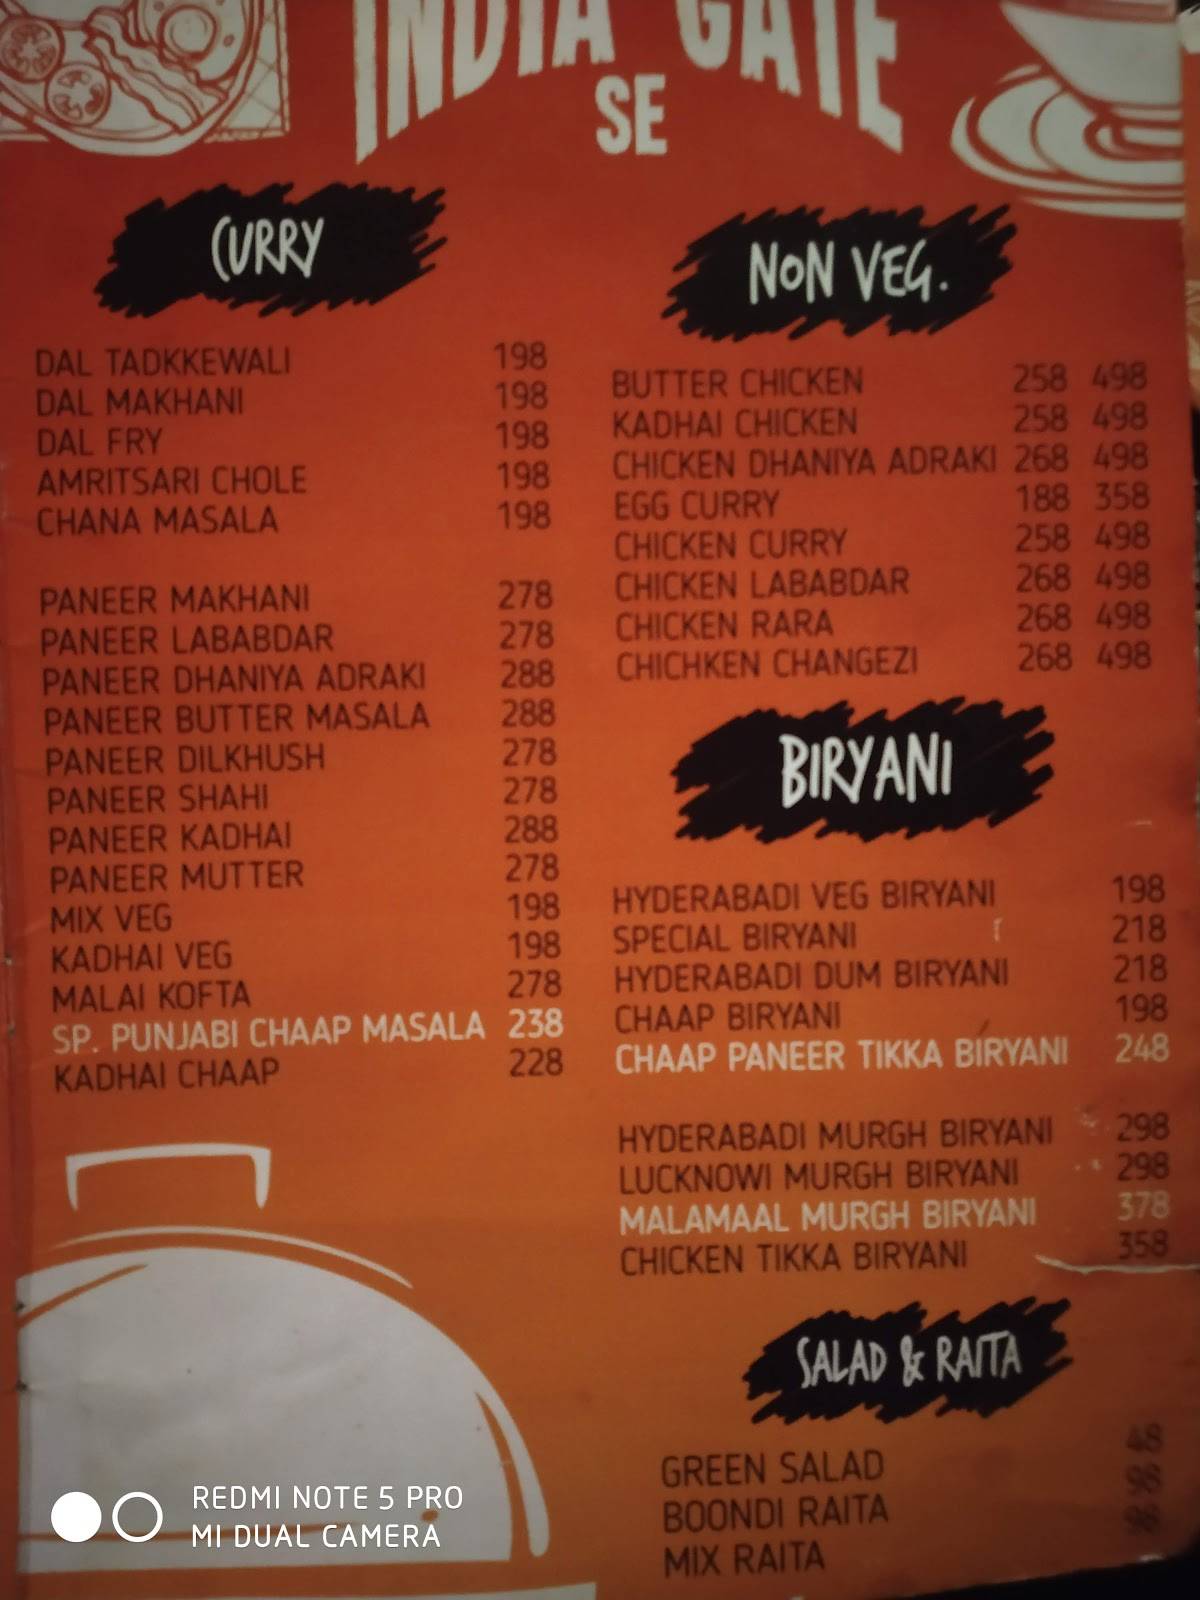 INDIA GATE
SE
CURRY
DAL TADKKEWALI 198
DAL MAKHANI 198
DAL FRY 198
AMRITSARI CHOLE 198
CHANA MASALA 198
PANEER MAKHANI 278
PANEER LABABDAR 278
PANEER DHANIYA ADRAKI 288
PANEER BUTTER MASALA 288
PANEER DILKHUSH 278
PANEER SHAHI 278
PANEER KADHAI 288
PANEER MUTTER 278
MIX VEG 198
KADHAI VEG 198
MALAI KOFTA 278
SP. PUNJABI CHAAP MASALA 238
KADHAI CHAAP 228
NON VEG.
BUTTER CHICKEN 258 498
KADHAI CHICKEN 258 498
CHICKEN DHANIYA ADRAKI 268 498
EGG CURRY 188 358
CHICKEN CURRY 258 498
CHICKEN LABABDAR 268 498
CHICKEN RARA 268 498
CHICHKEN CHANGEZI 268 498
BIRYANI
HYDERABADI VEG BIRYANI 198
SPECIAL BIRYANI 218
HYDERABADI DUM BIRYANI 218
CHAAP BIRYANI 198
CHAAP PANEER TIKKA BIRYANI 248
HYDERABADI MURGH BIRYANI 298
LUCKNOWI MURGH BIRYANI 298
MALAMAAL MURGH BIRYANI 378
CHICKEN TIKKA BIRYANI 358
SALAD & RAITA
GREEN SALAD 48
BOONDI RAITA 98
MIX RAITA
REDMI NOTE 5 PRO
MI DUAL CAMERA